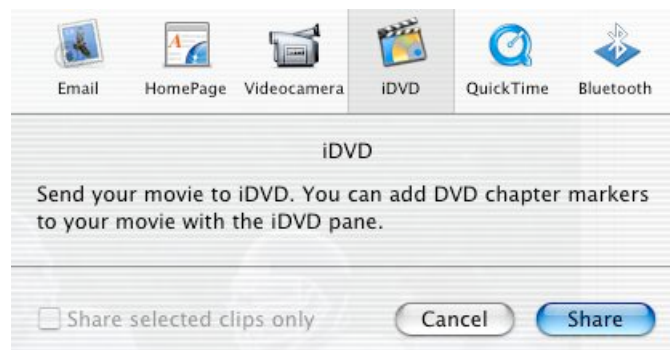 Email HomePage Videocamera iDVD QuickTime Bluetooth
iDVD
Send your movie to iDVD. You can add DVD chapter markers
to your movie with the iDVD pane.
Share selected clips only Cancel Share